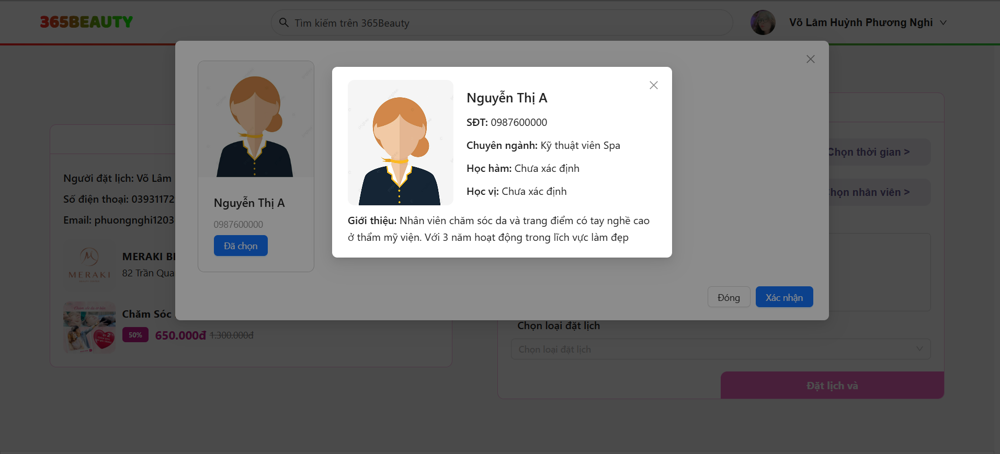 365BEAUTY
Tìm kiếm trên 365Beauty
Võ Lâm Huỳnh Phương Nghi
Nguyễn Thị A
SĐT: 0987600000
Chuyên ngành: Kỹ thuật viên Spa
Học hàm: Chưa xác định
Học vị: Chưa xác định
Giới thiệu: Nhân viên chăm sóc da và trang điểm có tay nghề cao
ở thẩm mỹ viện. Với 3 năm hoạt động trong lĩch vực làm đẹp
Nguyễn Thị A
0987600000
Đã chọn
Đóng
Xác nhận
Người đặt lịch: Võ Lâm
Số điện thoại: 03931172
Email: phuongnghi1203
MERAKI
MERAKI
82 Trần Qua
Chăm Sóc
50% 650.000đ 1.300.000đ
Chọn thời gian >
họn nhân viên >
Chọn loại đặt lịch
Chọn loại đặt lịch
Đặt lịch và